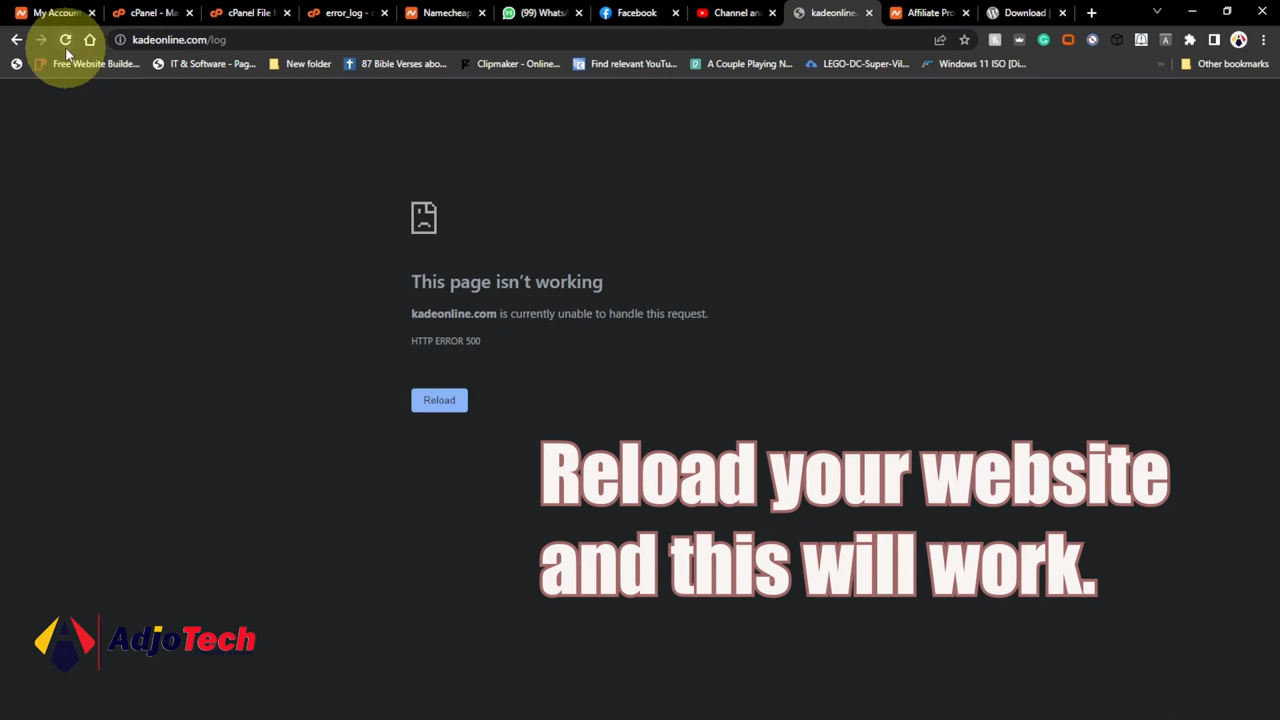 My Accoun
cPanel - Ma
cPanel File M
error_log - c
Namecheap
(99) WhatsA
Facebook
Channel an
kadeonline.
Affiliate Pro
Download |
kadeonline.com/log
Free Website Builde...
IT & Software - Pag...
New folder
87 Bible Verses abo...
Clipmaker - Online...
Find relevant YouTu...
A Couple Playing N...
LEGO-DC-Super-Vil...
Windows 11 ISO [Di...
Other bookmarks
This page isn't working
kadeonline.com is currently unable to handle this request.
HTTP ERROR 500
Reload
Reload your website
and this will work.
AdjoTech